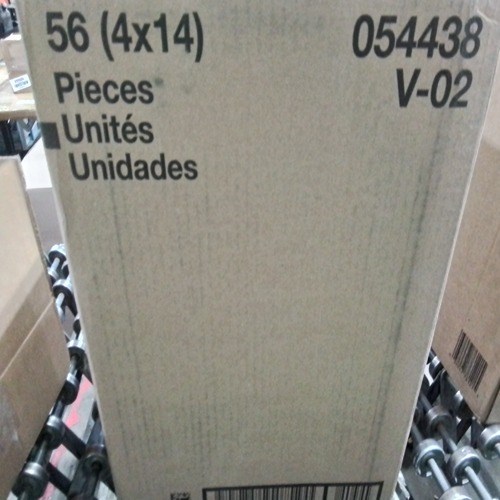 56 (4x14)
Pieces
Unités
Unidades
054438
V-02